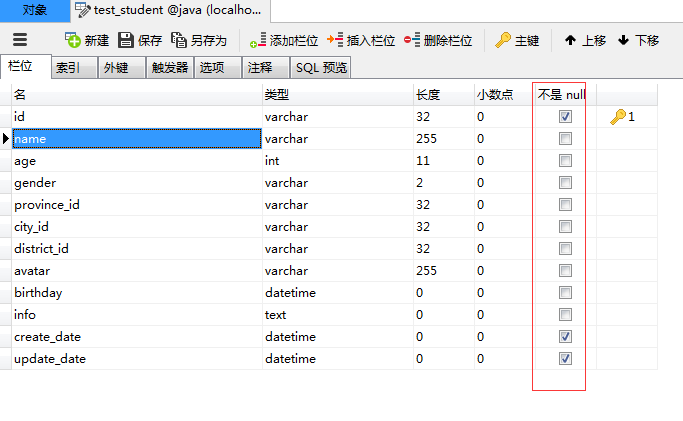 对象 test_student @java (localho...
新建 保存 另存为 添加栏位 插入栏位 删除栏位 主键 上移 下移
栏位 索引 外键 触发器 选项 注释 SQL 预览
名 类型 长度 小数点 不是 null
id varchar 32 0 1
name varchar 255 0
age int 11 0
gender varchar 2 0
province_id varchar 32 0
city_id varchar 32 0
district_id varchar 32 0
avatar varchar 255 0
birthday datetime 0 0
info text 0 0
create_date datetime 0 0
update_date datetime 0 0